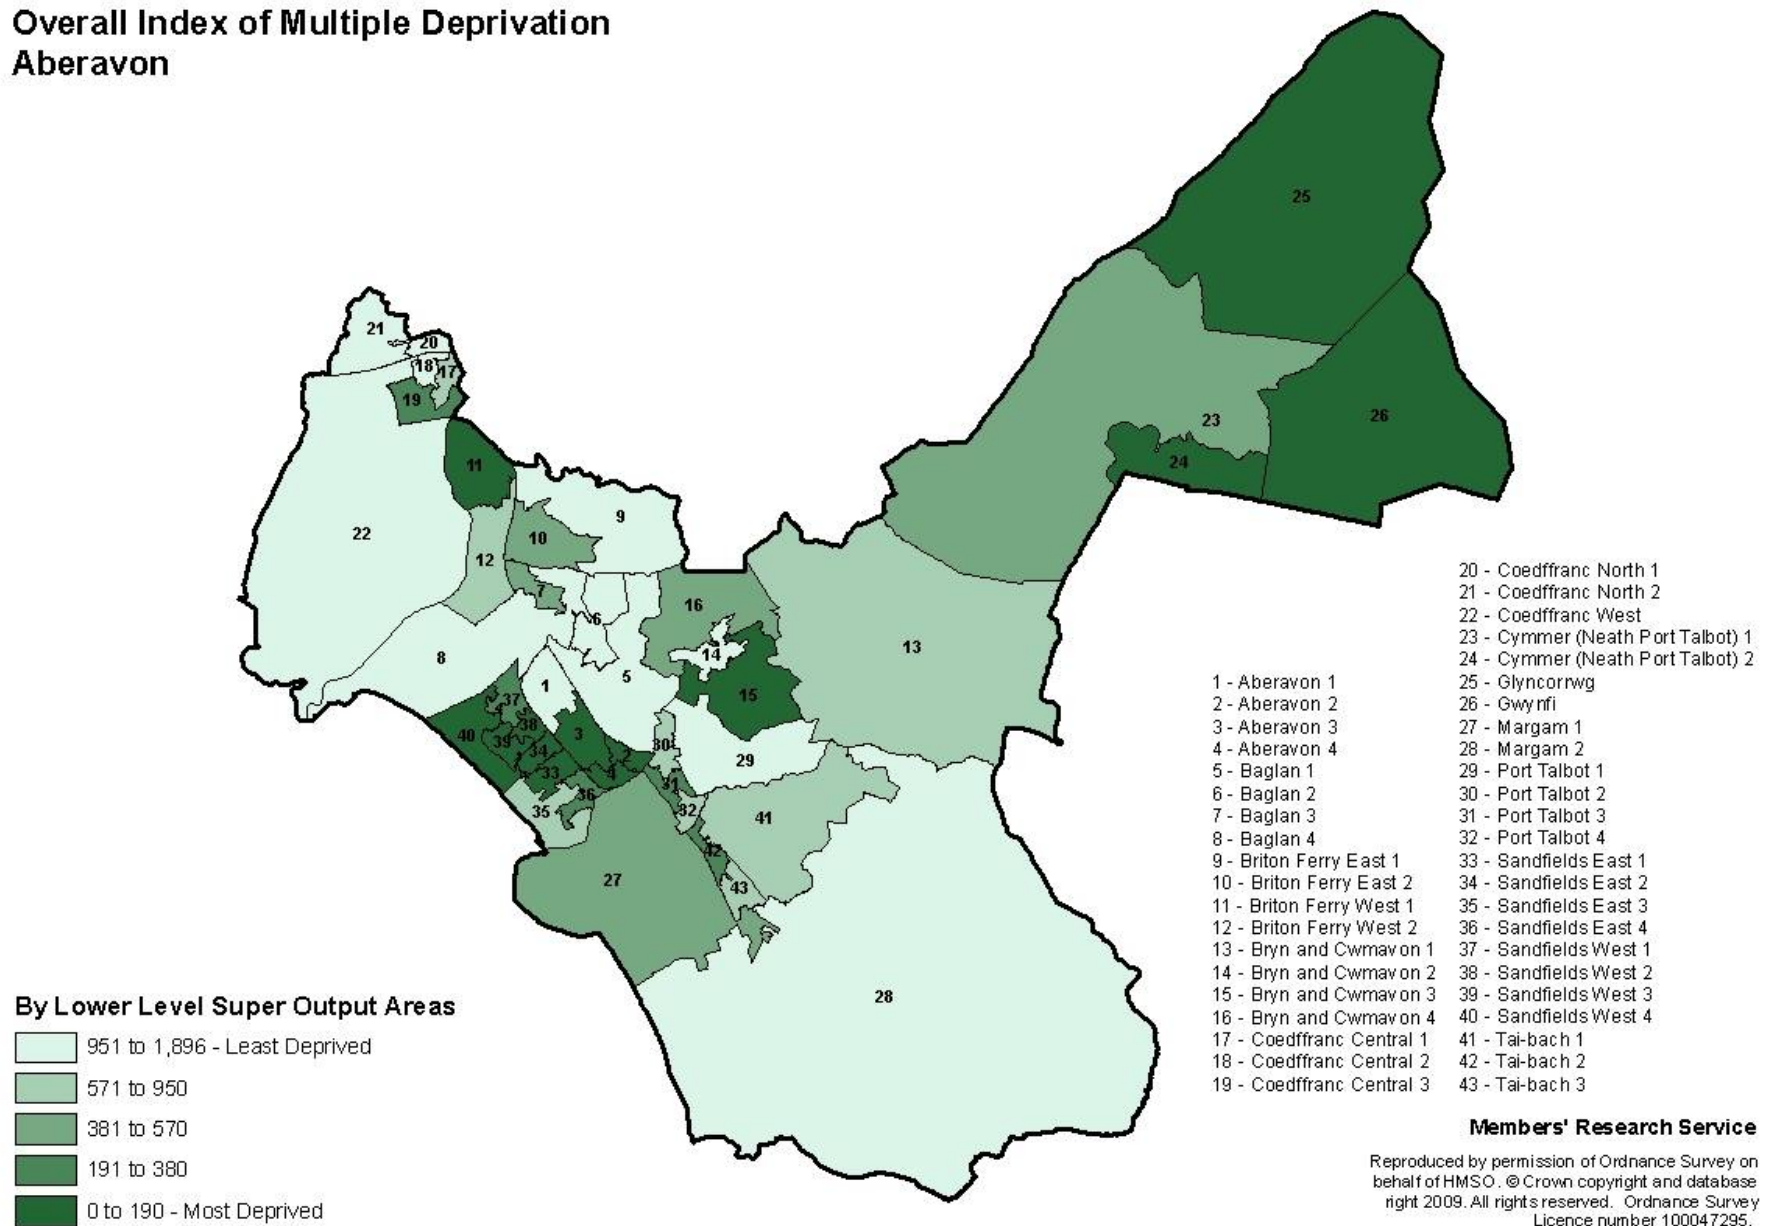 Overall Index of Multiple Deprivation
Aberavon
25
21
20
18
17
19
23
26
11
24
9
22
10
12
7
6
16
13
14
8
5
15
1
37
38
40
39
3
34
2
30
4
33
29
31
36
35
32
41
42
27
43
28
1 - Aberavon 1
2 - Aberavon 2
3 - Aberavon 3
4 - Aberavon 4
5 - Baglan 1
6 - Baglan 2
7 - Baglan 3
8 - Baglan 4
9 - Briton Ferry East 1
10 - Briton Ferry East 2
11 - Briton Ferry West 1
12 - Briton Ferry West 2
13 - Bryn and Cwmavon 1
14 - Bryn and Cwmavon 2
15 - Bryn and Cwmavon 3
16 - Bryn and Cwmavon 4
17 - Coedffranc Central 1
18 - Coedffranc Central 2
19 - Coedffranc Central 3
20 - Coedffranc North 1
21 - Coedffranc North 2
22 - Coedffranc West
23 - Cymmer (Neath Port Talbot) 1
24 - Cymmer (Neath Port Talbot) 2
25 - Glyncorrwg
26 - Gwynfi
27 - Margam 1
28 - Margam 2
29 - Port Talbot 1
30 - Port Talbot 2
31 - Port Talbot 3
32 - Port Talbot 4
33 - Sandfields East 1
34 - Sandfields East 2
35 - Sandfields East 3
36 - Sandfields East 4
37 - Sandfields West 1
38 - Sandfields West 2
39 - Sandfields West 3
40 - Sandfields West 4
41 - Tai-bach 1
42 - Tai-bach 2
43 - Tai-bach 3
By Lower Level Super Output Areas
951 to 1,896 - Least Deprived
571 to 950
381 to 570
191 to 380
0 to 190 - Most Deprived
Members' Research Service
Reproduced by permission of Ordnance Survey on
behalf of HMSO. © Crown copyright and database
right 2009. All rights reserved. Ordnance Survey
Licence number 100047295.